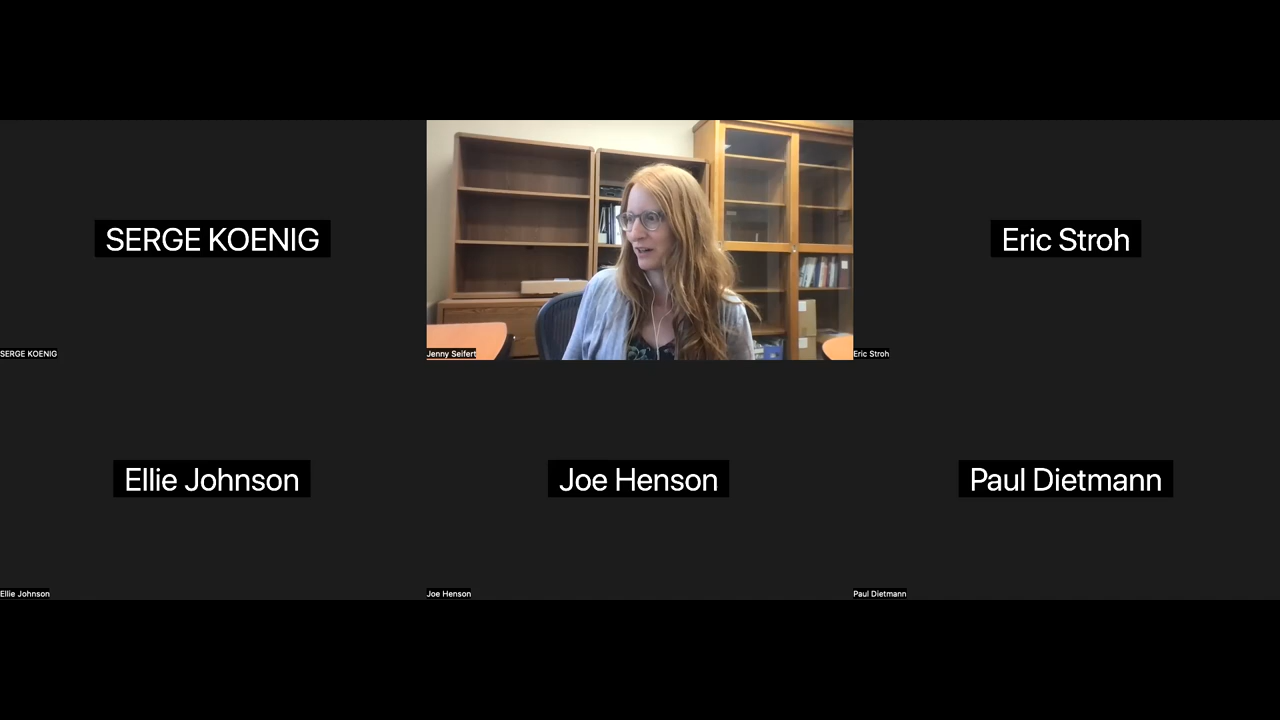 SERGE KOENIG
Eric Stroh
SERGE KOENIG
Jenny Seifert
Eric Stroh
Ellie Johnson
Joe Henson
Paul Dietmann
Ellie Johnson
Joe Henson
Paul Dietmann